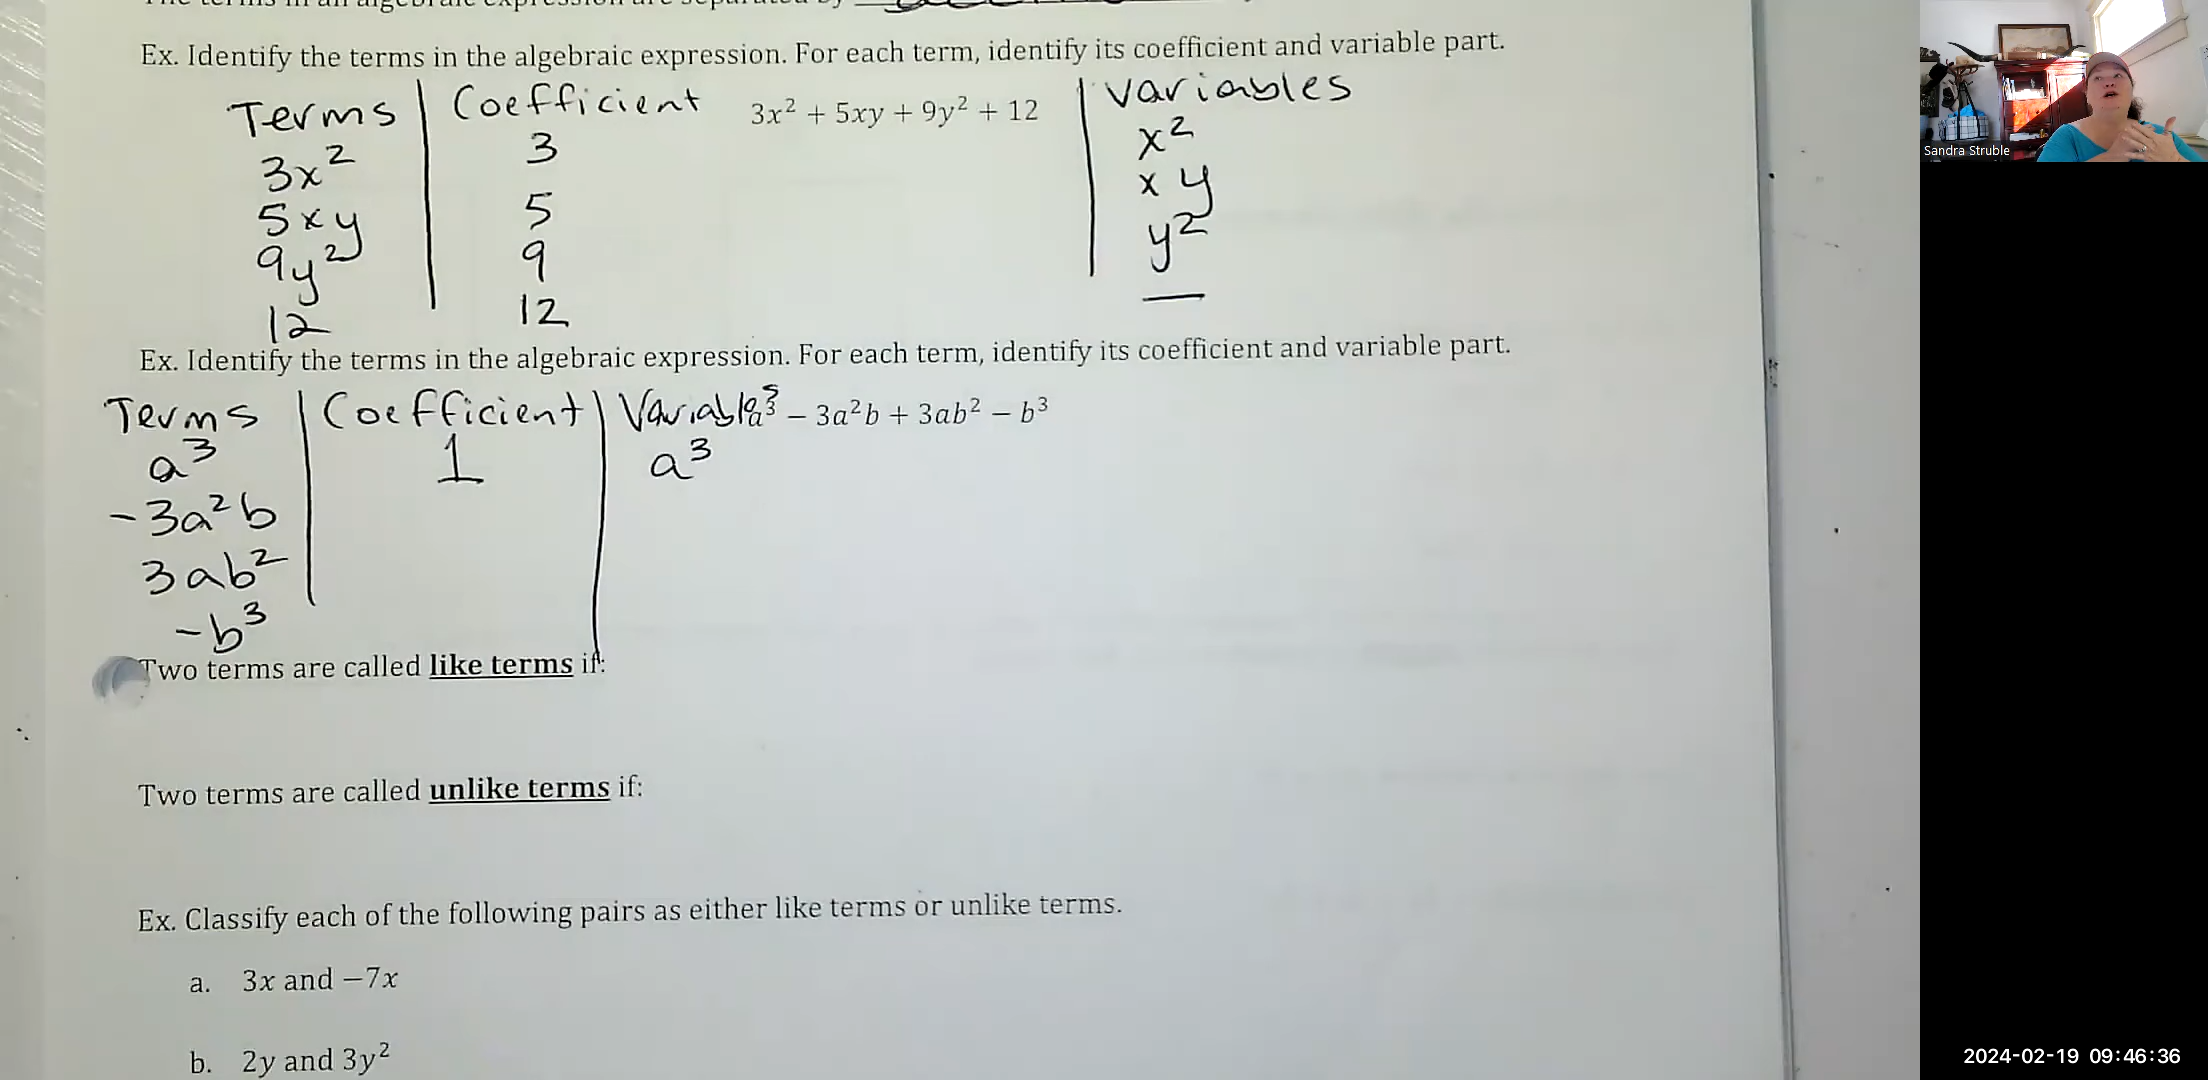 Ex. Identify the terms in the algebraic expression. For each term, identify its coefficient and variable part.
Terms | Coefficient 3x² + 5xy + 9y² + 12 | Variables
3x² 3 x²
5xy 5 xy
9y² 9 y²
12 12 —
Ex. Identify the terms in the algebraic expression. For each term, identify its coefficient and variable part.
Terms | Coefficient | Variables a³ − 3a²b + 3ab² − b³
a³ 1 a³
-3a²b
3ab²
-b³
Two terms are called like terms if:
Two terms are called unlike terms if:
Ex. Classify each of the following pairs as either like terms or unlike terms.
a. 3x and −7x
b. 2y and 3y²
Sandra Struble
2024-02-19 09:46:36